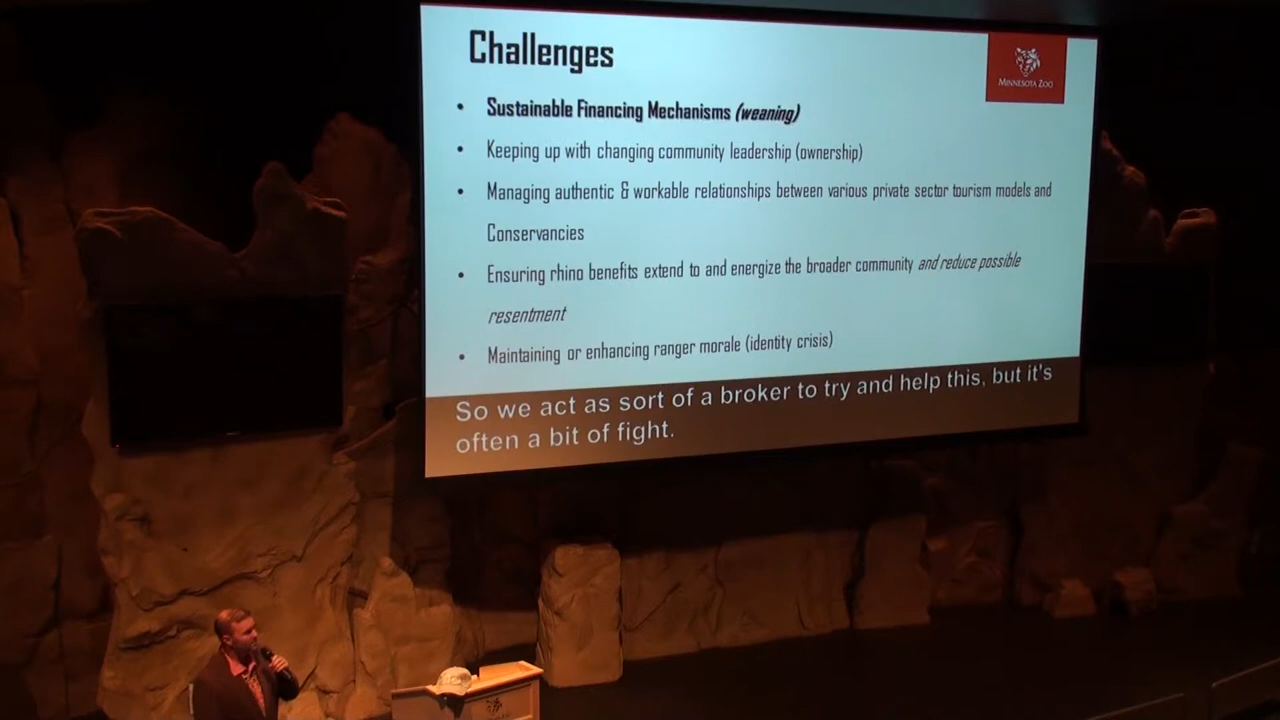 Challenges
MINNESOTA ZOO
• Sustainable Financing Mechanisms (weaning)
• Keeping up with changing community leadership (ownership)
• Managing authentic & workable relationships between various private sector tourism models and
Conservancies
• Ensuring rhino benefits extend to and energize the broader community and reduce possible
resentment
• Maintaining or enhancing ranger morale (identity crisis)
So we act as sort of a broker to try and help this, but it's
often a bit of fight.